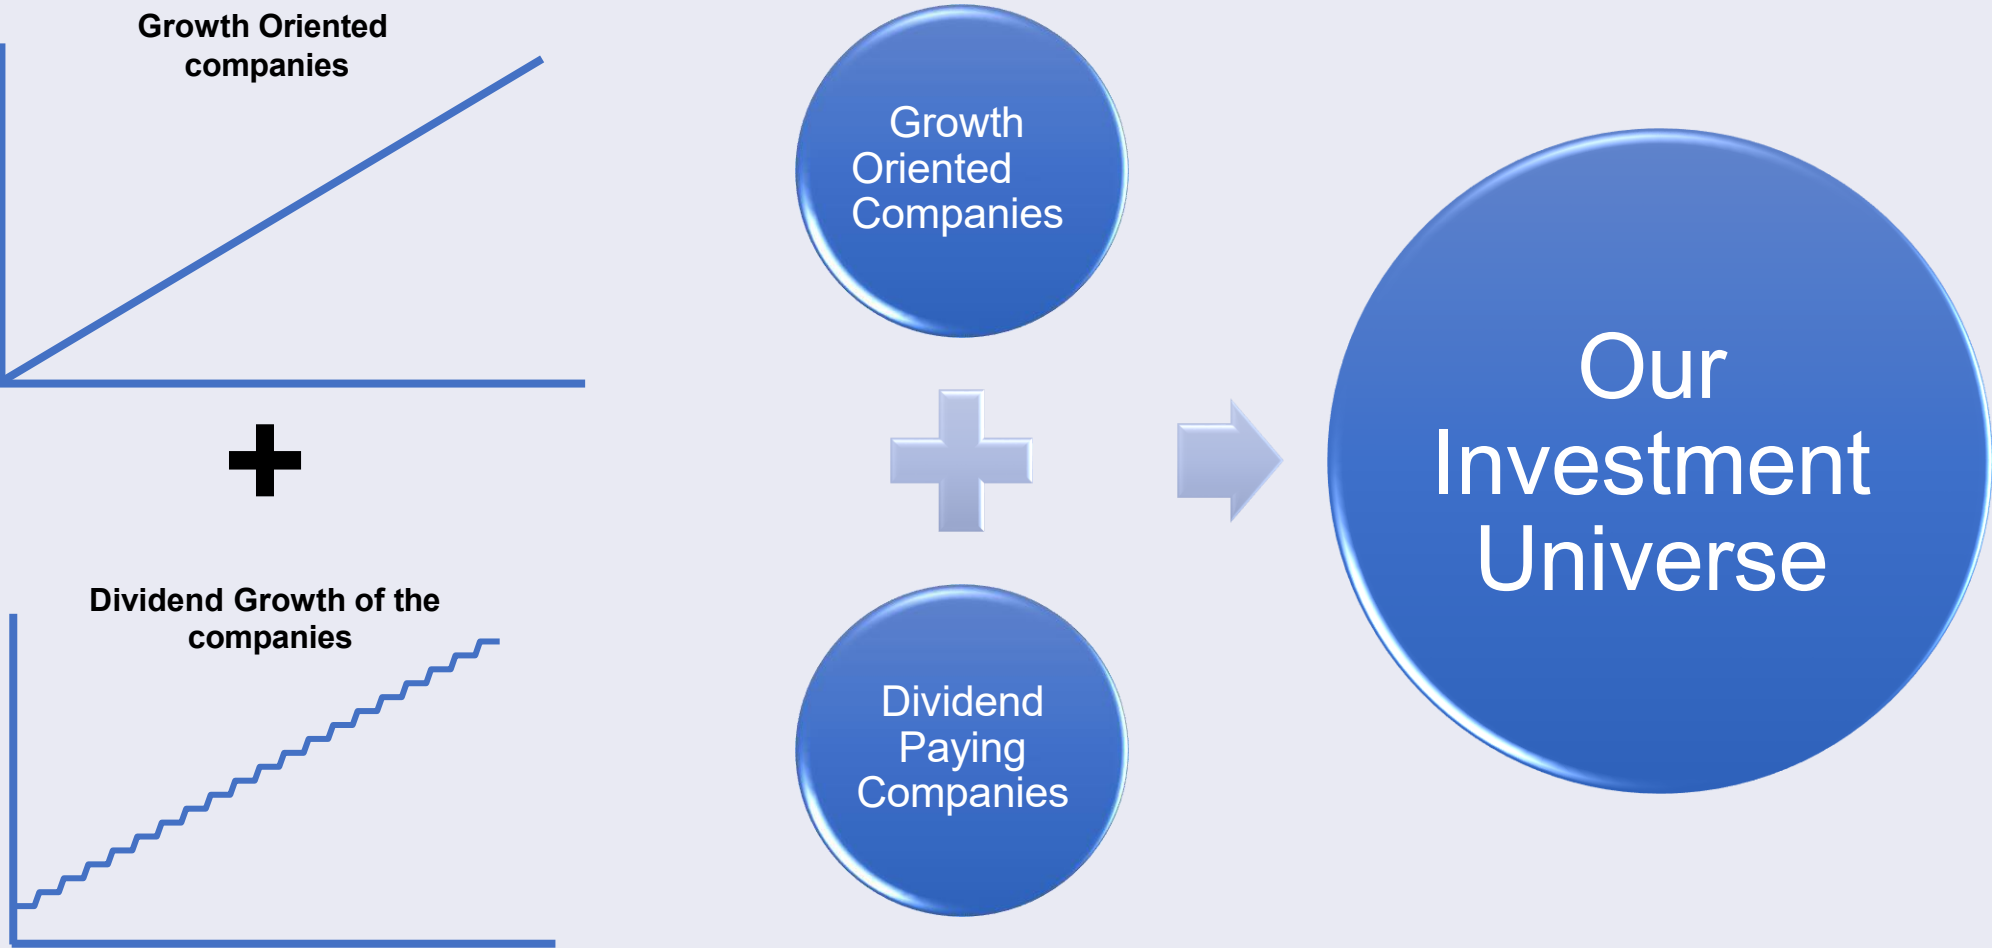 Growth Oriented
companies
Dividend Growth of the
companies
Growth
Oriented
Companies
Dividend
Paying
Companies
Our
Investment
Universe